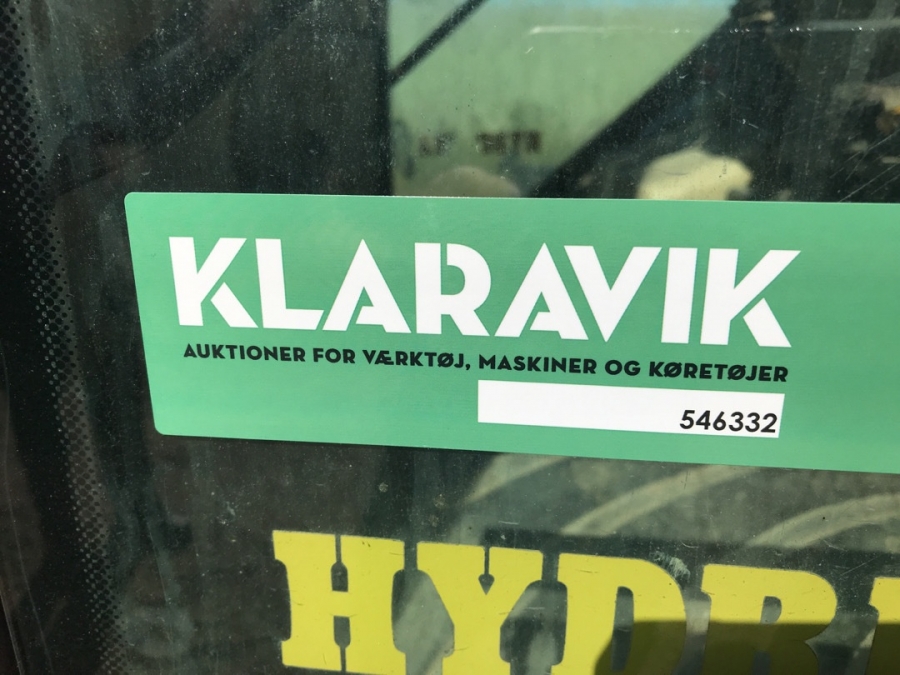 KLARAVIK
AUKTIONER FOR VÆRKTØJ, MASKINER OG KØRETØJER
546332